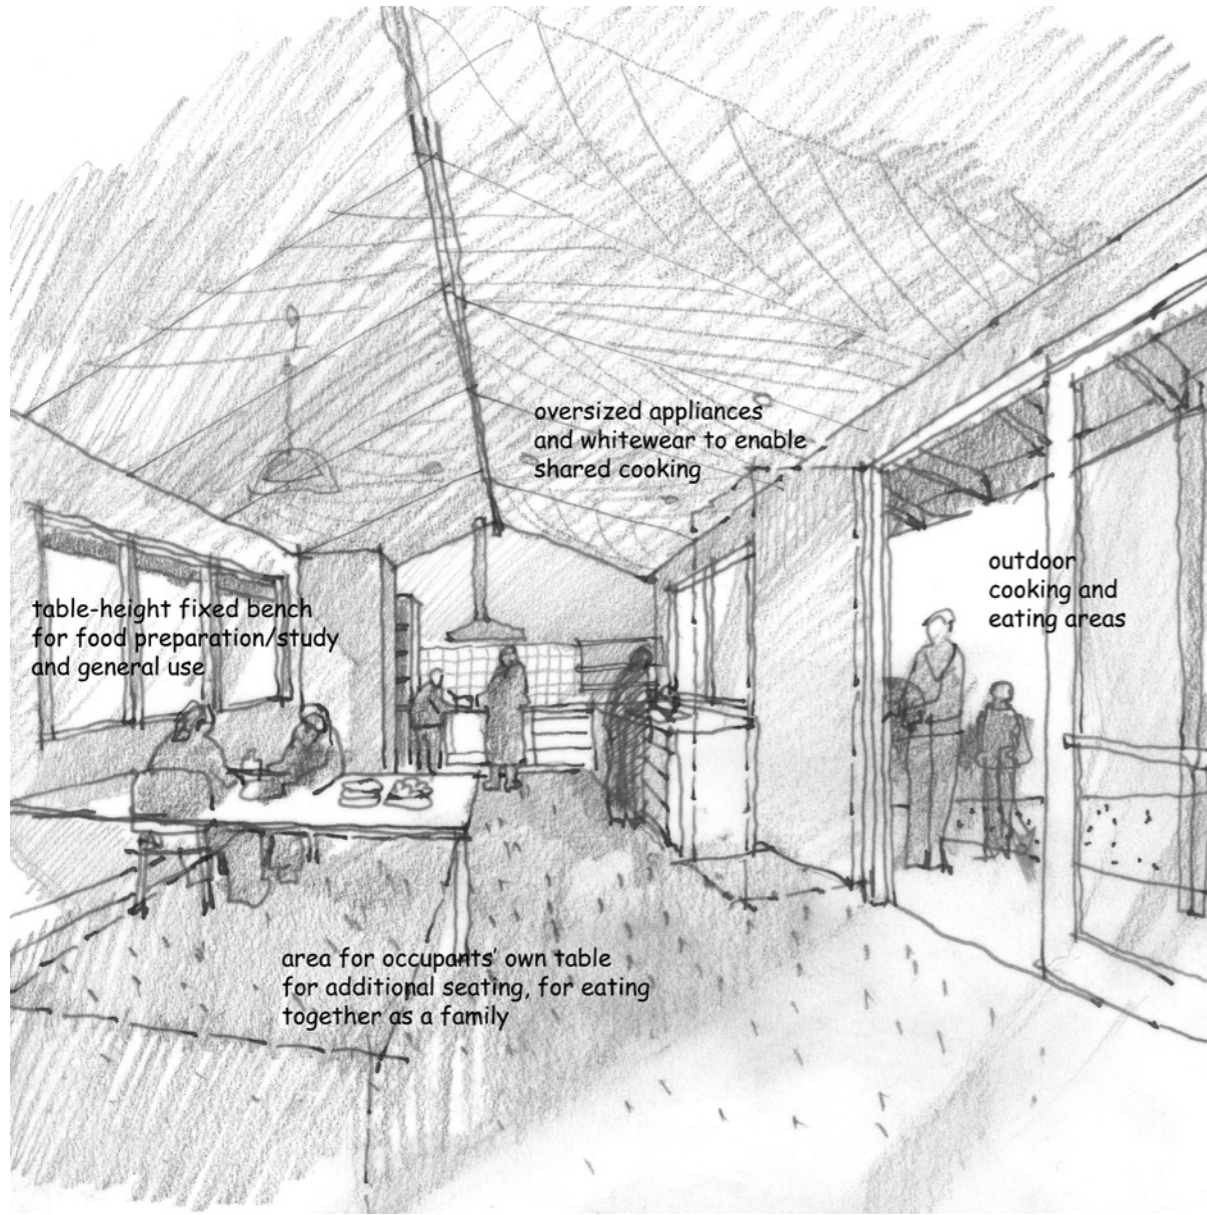 oversized appliances
and whitewear to enable
shared cooking
outdoor
cooking and
eating areas
table-height fixed bench
for food preparation/study
and general use
area for occupants' own table
for additional seating, for eating
together as a family